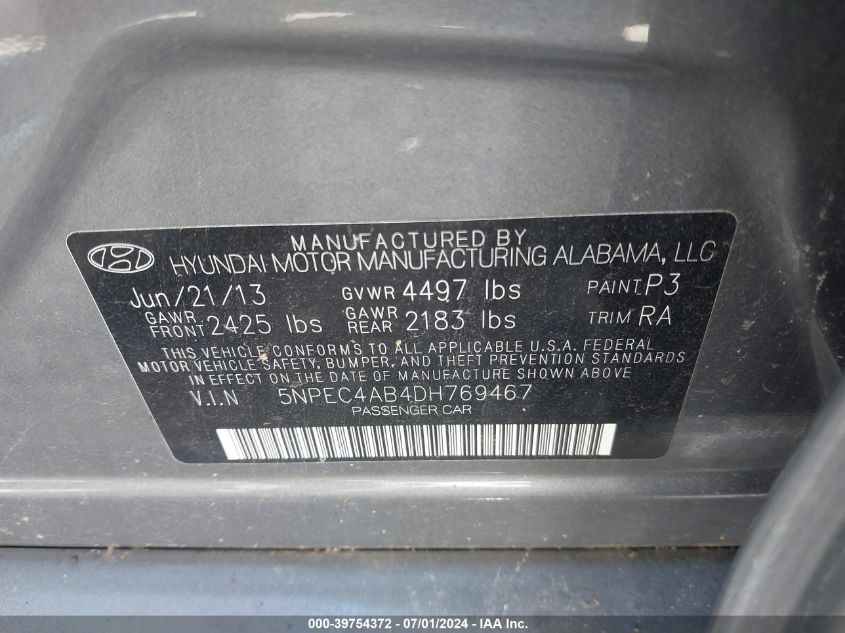 MANUFACTURED BY
HYUNDAI MOTOR MANUFACTURING ALABAMA, LLC
Jun/21/13 GVWR 4497 lbs PAINT P3
GAWR FRONT 2425 lbs GAWR REAR 2183 lbs TRIM RA
THIS VEHICLE CONFORMS TO ALL APPLICABLE U.S.A. FEDERAL
MOTOR VEHICLE SAFETY, BUMPER, AND THEFT PREVENTION STANDARDS
IN EFFECT ON THE DATE OF MANUFACTURE SHOWN ABOVE
V.I.N 5NPEC4AB4DH769467
PASSENGER CAR
000-39754372 - 07/01/2024 - IAA Inc.